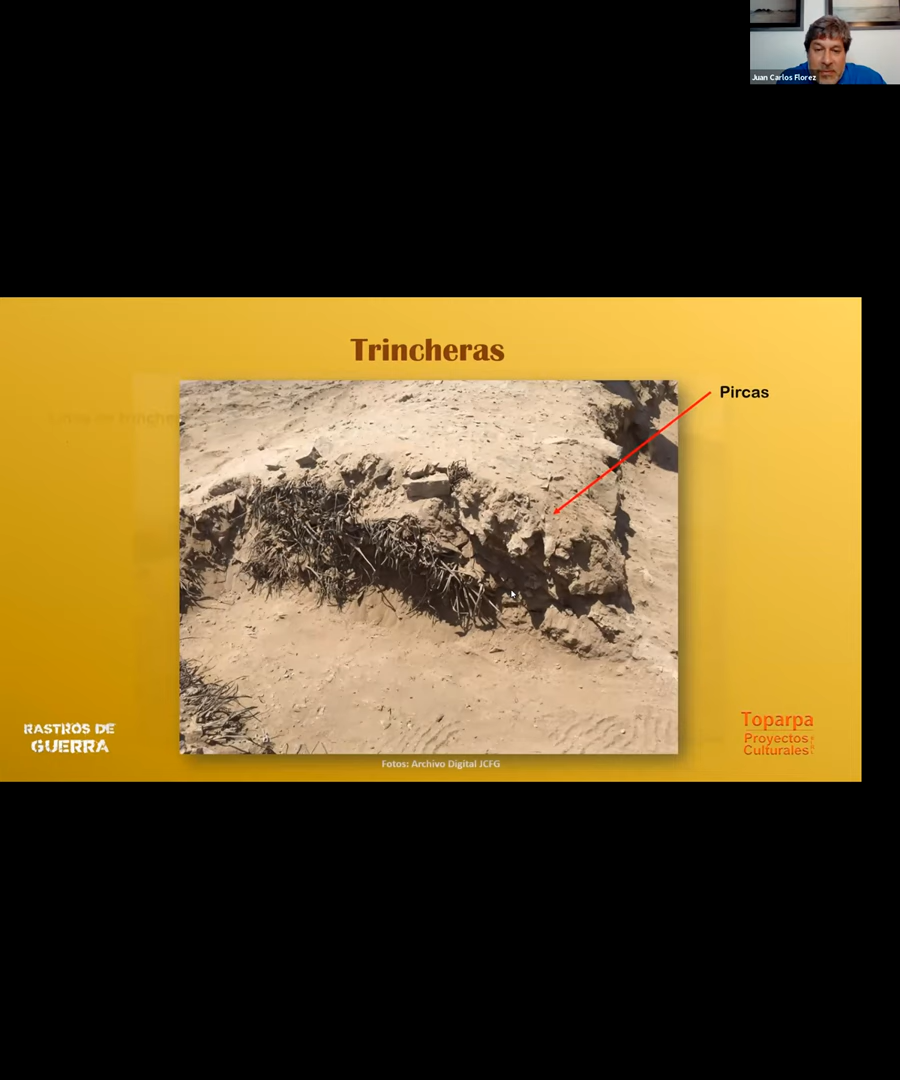 Juan Carlos Florez
Trincheras
Pircas
RASTROS DE
GUERRA
Toparpa
Proyectos
Culturales
Fotos: Archivo Digital JCFG